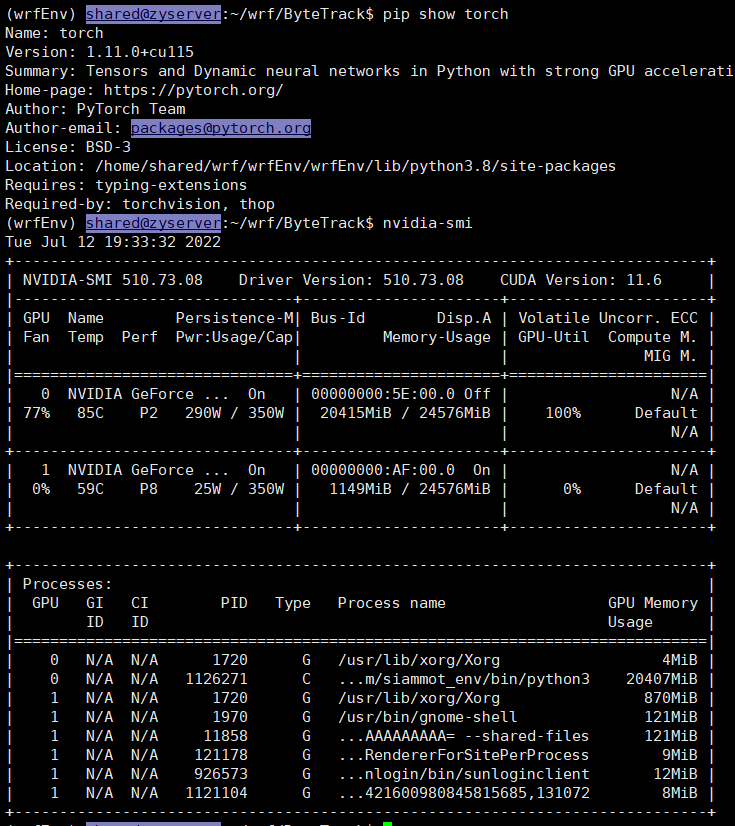 (wrfEnv) shared@zyserver:~/wrf/ByteTrack$ pip show torch
Name: torch
Version: 1.11.0+cu115
Summary: Tensors and Dynamic neural networks in Python with strong GPU accelerati
Home-page: https://pytorch.org/
Author: PyTorch Team
Author-email: packages@pytorch.org
License: BSD-3
Location: /home/shared/wrf/wrfEnv/wrfEnv/lib/python3.8/site-packages
Requires: typing-extensions
Required-by: torchvision, thop
(wrfEnv) shared@zyserver:~/wrf/ByteTrack$ nvidia-smi
Tue Jul 12 19:33:32 2022
+-----------------------------------------------------------------------------+
| NVIDIA-SMI 510.73.08    Driver Version: 510.73.08    CUDA Version: 11.6     |
|-------------------------------+----------------------+----------------------+
| GPU  Name        Persistence-M| Bus-Id        Disp.A | Volatile Uncorr. ECC |
| Fan  Temp  Perf  Pwr:Usage/Cap|         Memory-Usage | GPU-Util  Compute M. |
|                               |                      |               MIG M. |
|===============================+======================+======================|
|   0  NVIDIA GeForce ...  On   | 00000000:5E:00.0 Off |                  N/A |
| 77%   85C    P2   290W / 350W |  20415MiB / 24576MiB |    100%      Default |
|                               |                      |                  N/A |
+-------------------------------+----------------------+----------------------+
|   1  NVIDIA GeForce ...  On   | 00000000:AF:00.0  On |                  N/A |
|  0%   59C    P8    25W / 350W |   1149MiB / 24576MiB |      0%      Default |
|                               |                      |                  N/A |
+-------------------------------+----------------------+----------------------+

+-----------------------------------------------------------------------------+
| Processes:                                                                  |
|  GPU   GI   CI        PID   Type   Process name                  GPU Memory |
|        ID   ID                                                   Usage      |
|=============================================================================|
|    0   N/A  N/A      1720      G   /usr/lib/xorg/Xorg                  4MiB |
|    0   N/A  N/A   1126271      C   ...m/siammot_env/bin/python3    20407MiB |
|    1   N/A  N/A      1720      G   /usr/lib/xorg/Xorg                870MiB |
|    1   N/A  N/A      1970      G   /usr/bin/gnome-shell              121MiB |
|    1   N/A  N/A     11858      G   ...AAAAAAAAA= --shared-files      121MiB |
|    1   N/A  N/A    121178      G   ...RendererForSitePerProcess        9MiB |
|    1   N/A  N/A    926573      G   ...nlogin/bin/sunloginclient       12MiB |
|    1   N/A  N/A   1121104      G   ...421600980845815685,131072        8MiB |
+-----------------------------------------------------------------------------+